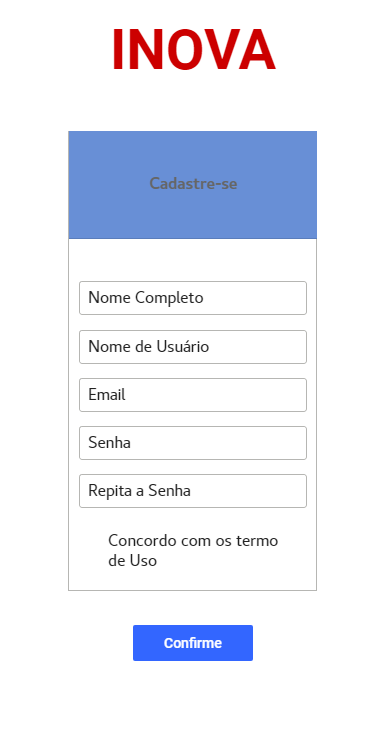 INOVA
Cadastre-se
Nome Completo
Nome de Usuário
Email
Senha
Repita a Senha
Concordo com os termo
de Uso
Confirme